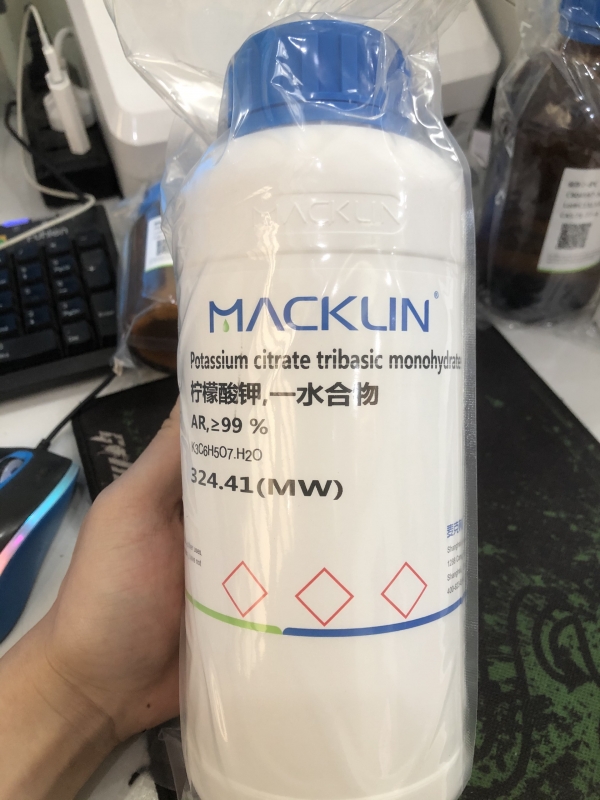 MACKLIN
MACKLIN®
Potassium citrate tribasic monohydrate
柠檬酸钾,一水合物
AR,≥99 %
K3C6H5O7.H2O
324.41(MW)